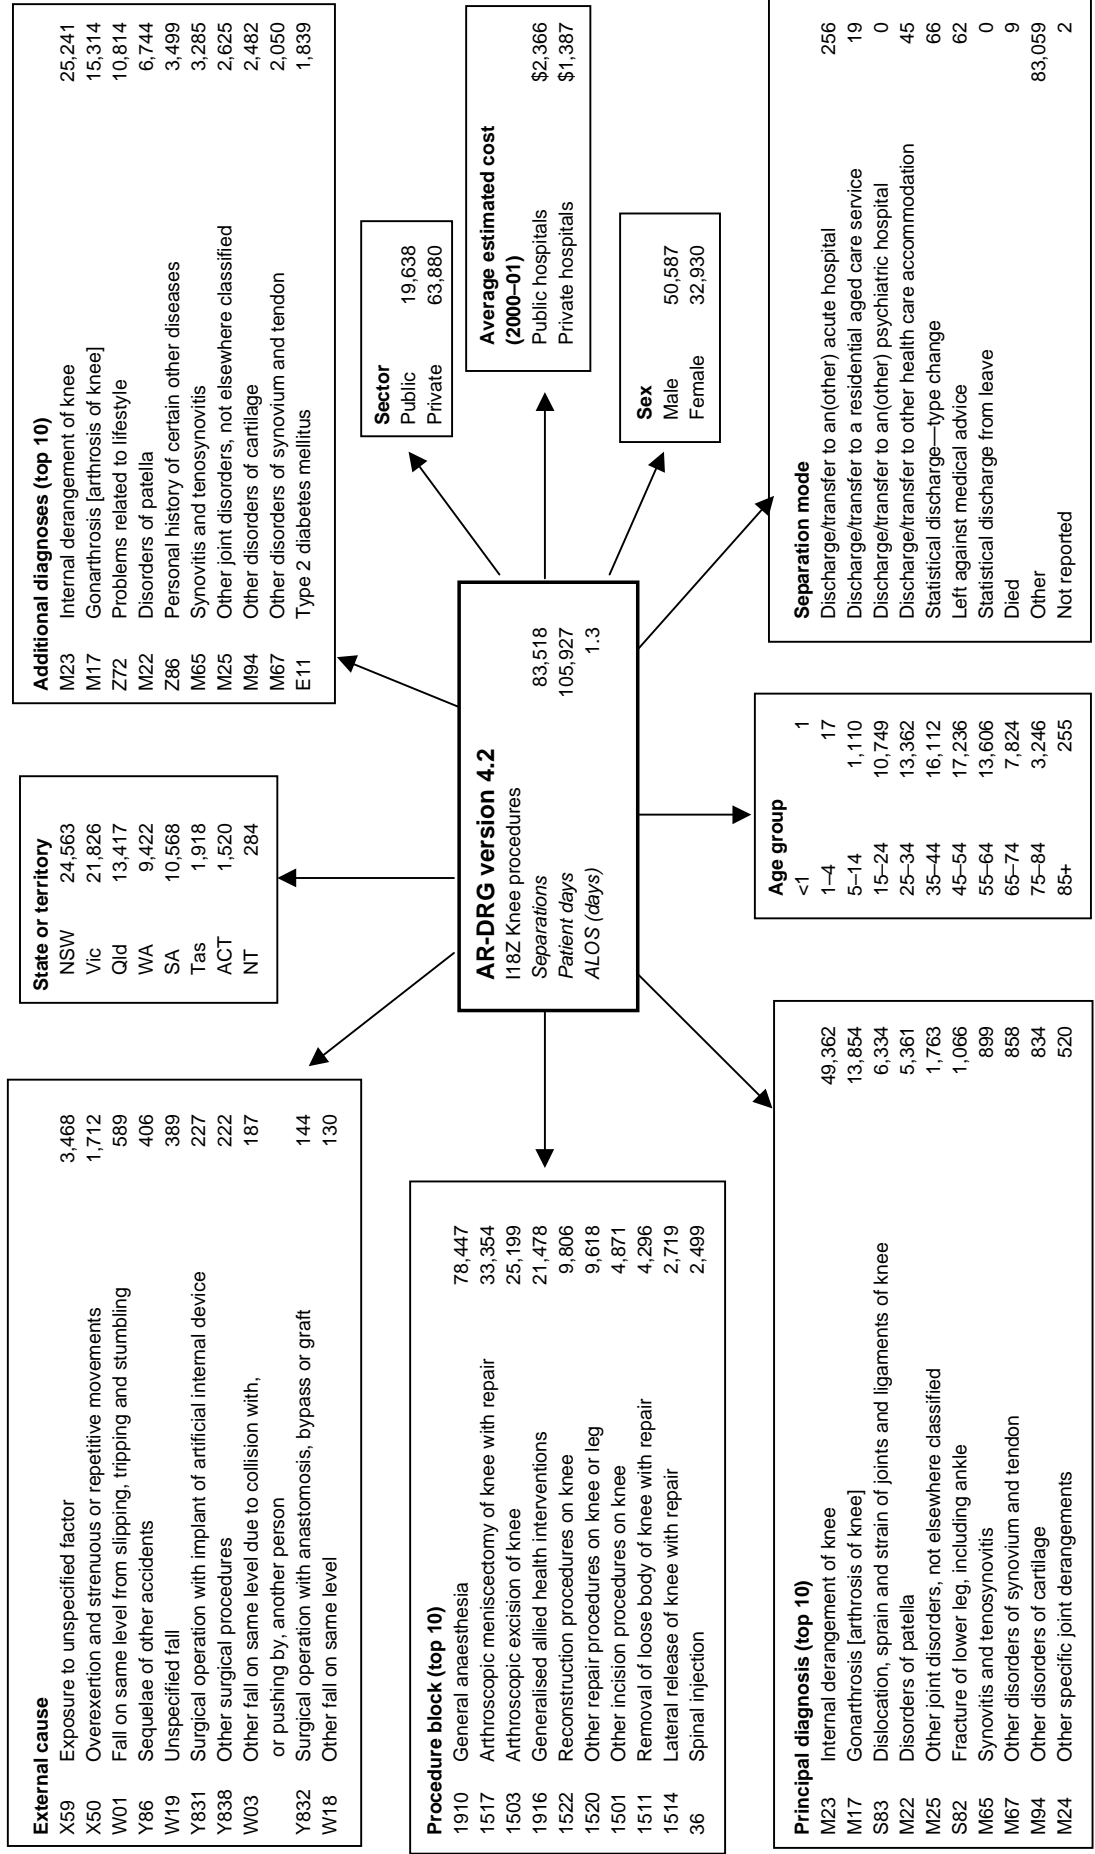 External cause
X59 Exposure to unspecified factor 3,468
X50 Overexertion and strenuous or repetitive movements 1,712
W01 Fall on same level from slipping, tripping and stumbling 589
Y86 Sequelae of other accidents 406
W19 Unspecified fall 389
Y831 Surgical operation with implant of artificial internal device 227
Y838 Other surgical procedures 222
W03 Other fall on same level due to collision with, 187
or pushing by, another person
Y832 Surgical operation with anastomosis, bypass or graft 144
W18 Other fall on same level 130
State or territory
NSW 24,563
Vic 21,826
Qld 13,417
WA 9,422
SA 10,568
Tas 1,918
ACT 1,520
NT 284
Additional diagnoses (top 10)
M23 Internal derangement of knee 25,241
M17 Gonarthrosis [arthrosis of knee] 15,314
Z72 Problems related to lifestyle 10,814
M22 Disorders of patella 6,744
Z86 Personal history of certain other diseases 3,499
M65 Synovitis and tenosynovitis 3,285
M25 Other joint disorders, not elsewhere classified 2,625
M94 Other disorders of cartilage 2,482
M67 Other disorders of synovium and tendon 2,050
E11 Type 2 diabetes mellitus 1,839
Procedure block (top 10)
1910 General anaesthesia 78,447
1517 Arthroscopic meniscectomy of knee with repair 33,354
1503 Arthroscopic excision of knee 25,199
1916 Generalised allied health interventions 21,478
1522 Reconstruction procedures on knee 9,806
1520 Other repair procedures on knee or leg 9,618
1501 Other incision procedures on knee 4,871
1511 Removal of loose body of knee with repair 4,296
1514 Lateral release of knee with repair 2,719
36 Spinal injection 2,499
AR-DRG version 4.2
I18Z Knee procedures
Separations 83,518
Patient days 105,927
ALOS (days) 1.3
Sector
Public 19,638
Private 63,880
Average estimated cost
(2000–01)
Public hospitals $2,366
Private hospitals $1,387
Sex
Male 50,587
Female 32,930
Principal diagnosis (top 10)
M23 Internal derangement of knee 49,362
M17 Gonarthrosis [arthrosis of knee] 13,854
S83 Dislocation, sprain and strain of joints and ligaments of knee 6,334
M22 Disorders of patella 5,361
M25 Other joint disorders, not elsewhere classified 1,763
S82 Fracture of lower leg, including ankle 1,066
M65 Synovitis and tenosynovitis 899
M67 Other disorders of synovium and tendon 858
M94 Other disorders of cartilage 834
M24 Other specific joint derangements 520
Age group
<1 1
1–4 17
5–14 1,110
15–24 10,749
25–34 13,362
35–44 16,112
45–54 17,236
55–64 13,606
65–74 7,824
75–84 3,246
85+ 255
Separation mode
Discharge/transfer to an(other) acute hospital 256
Discharge/transfer to a residential aged care service 19
Discharge/transfer to an(other) psychiatric hospital 0
Discharge/transfer to other health care accommodation 45
Statistical discharge—type change 66
Left against medical advice 62
Statistical discharge from leave 0
Died 9
Other 83,059
Not reported 2